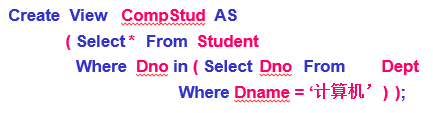 Create View CompStud AS
( Select * From Student
Where Dno in ( Select Dno From Dept
Where Dname = ‘计算机’ ) );